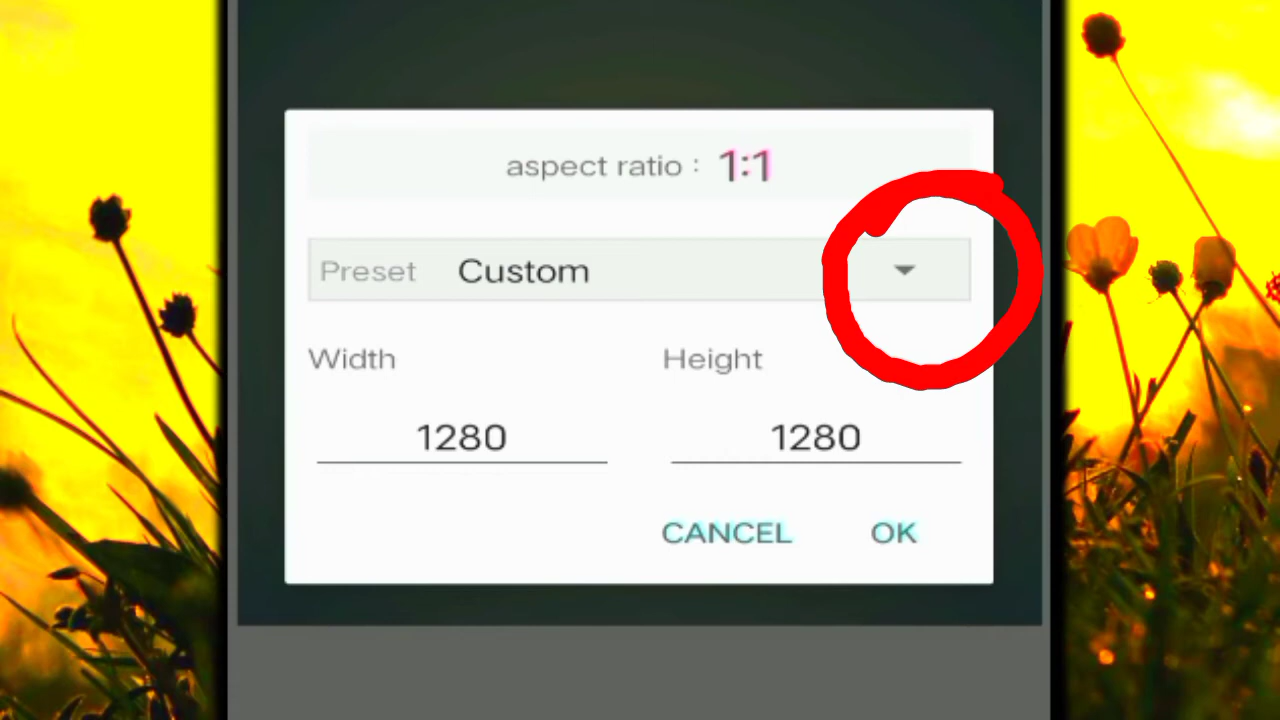 aspect ratio : 1:1
Preset Custom
Width Height
1280 1280
CANCEL OK